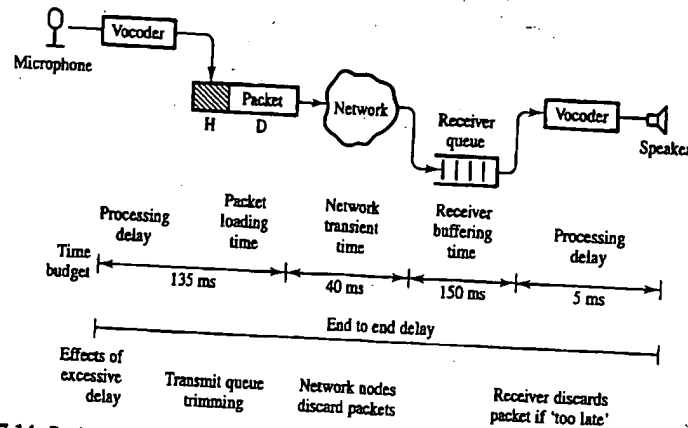 Vocoder
Microphone
Packet
H D
Network
Receiver
queue
Vocoder
Speaker
Processing
delay
Packet
loading
time
Network
transient
time
Receiver
buffering
time
Processing
delay
Time
budget
135 ms
40 ms
150 ms
5 ms
End to end delay
Effects of
excessive
delay
Transmit queue
trimming
Network nodes
discard packets
Receiver discards
packet if 'too late'